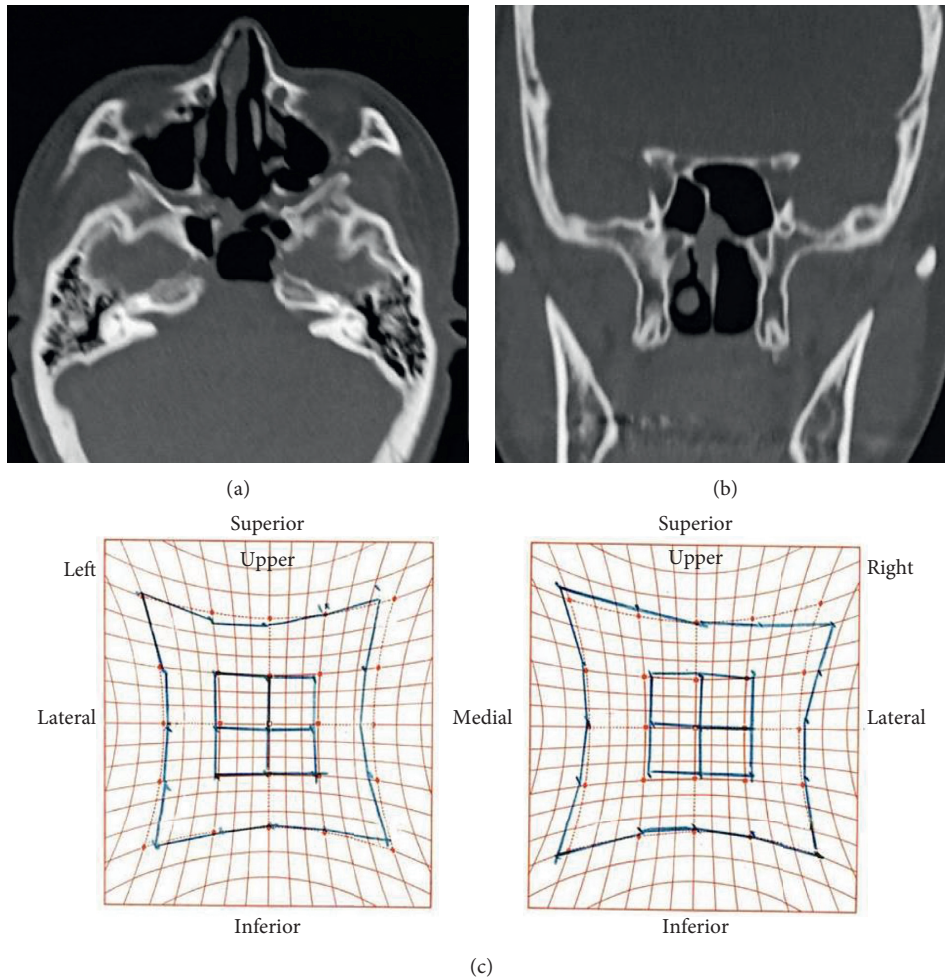 (a)
(b)
Superior
Superior
Upper
Upper
Left
Right
Lateral
Medial
Lateral
Inferior
Inferior
(c)